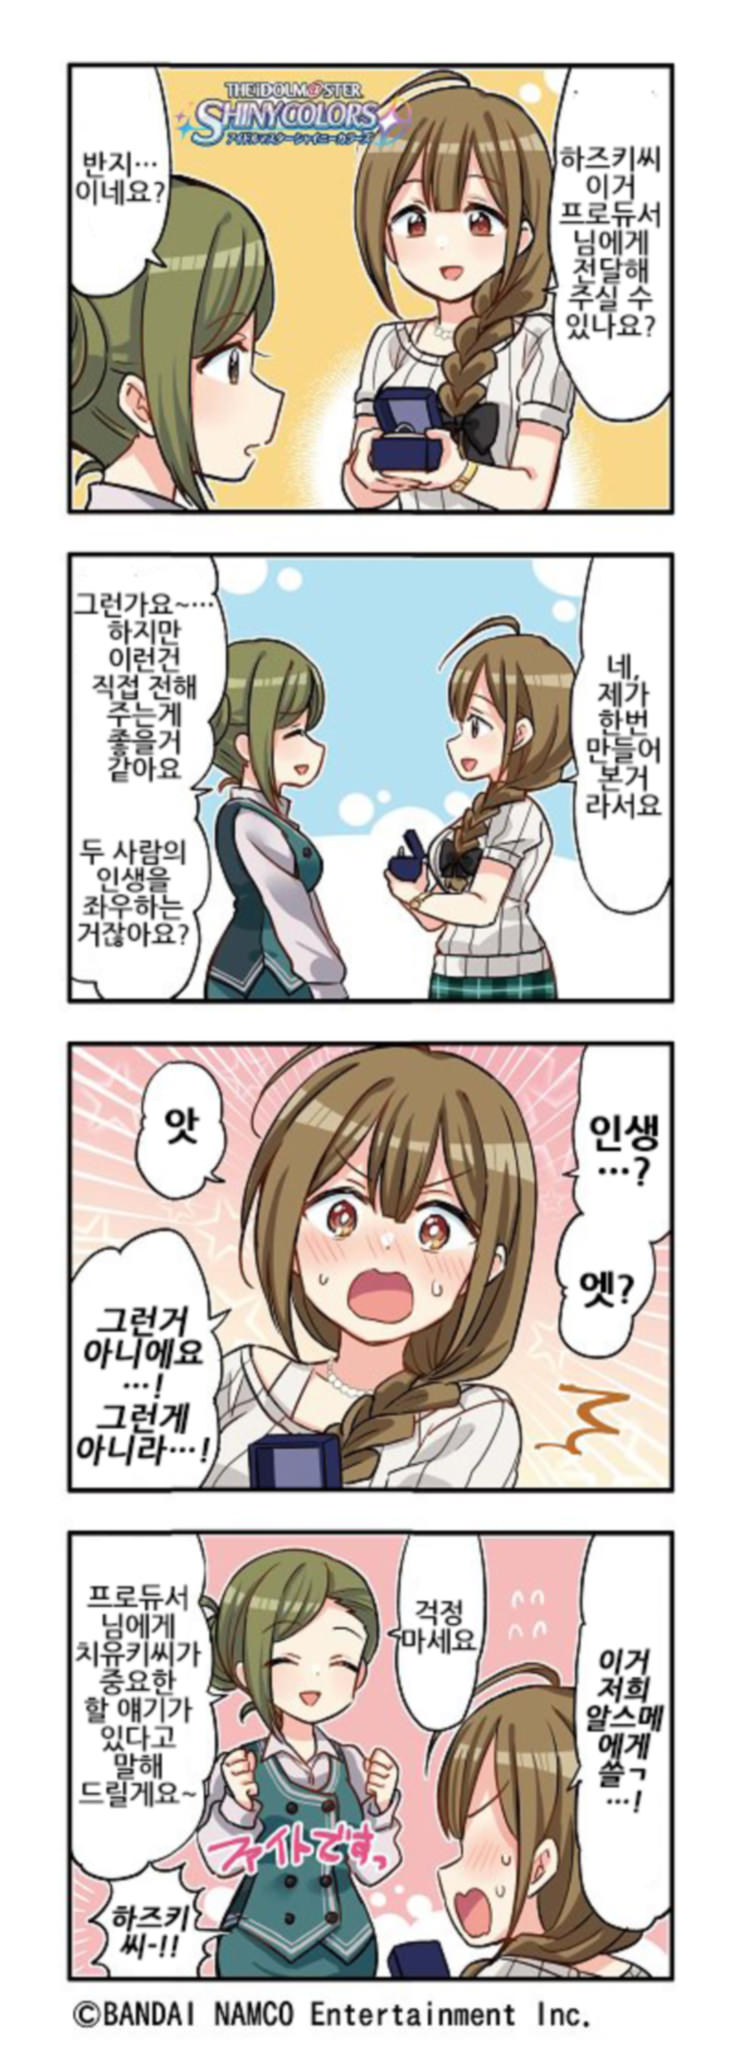 THE IDOLM@STER
SHINYCOLORS
アイドルマスターシャイニーカラーズ
하즈키씨
이거
프로듀서
님에게
전달해
주실 수
있나요?
반지…
이네요?
네,
제가
한번
만들어
본거
라서요
그런가요~…
하지만
이런건
직접 전해
주는게
좋을거
같아요
두 사람의
인생을
좌우하는
거잖아요?
인생
…?
엣?
앗
그런거
아니에요
…!
그런게
아니라…!
이거
저희
알스메
에게
쓸ㄱ
…!
걱정
마세요
프로듀서
님에게
치유키씨가
중요한
할 얘기가
있다고
말해
드릴게요~
ファイトですっ
하즈키
씨-!!
©BANDAI NAMCO Entertainment Inc.